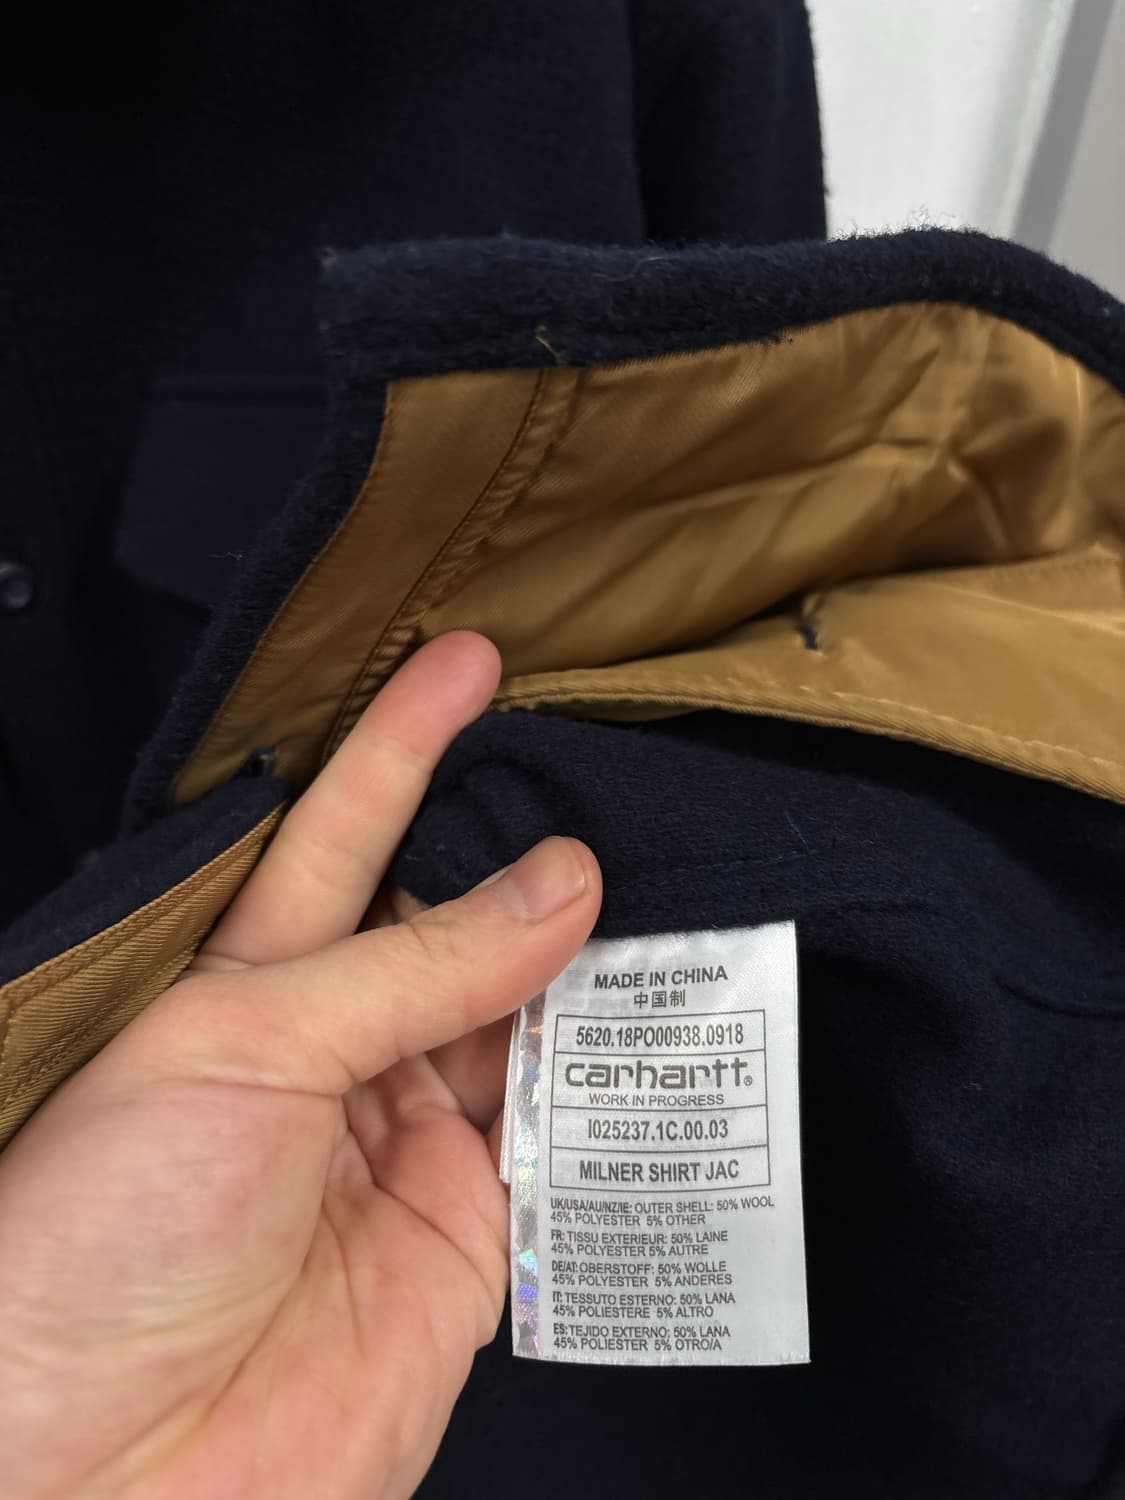 MADE IN CHINA
中国制
5620.18PO00938.0918
carhartt®
WORK IN PROGRESS
I025237.1C.00.03
MILNER SHIRT JAC
UK/USA/AU/NZ/IE: OUTER SHELL: 50% WOOL
45% POLYESTER 5% OTHER
FR: TISSU EXTERIEUR: 50% LAINE
45% POLYESTER 5% AUTRE
DE/AT: OBERSTOFF: 50% WOLLE
45% POLYESTER 5% ANDERES
IT: TESSUTO ESTERNO: 50% LANA
45% POLIESTERE 5% ALTRO
ES: TEJIDO EXTERNO: 50% LANA
45% POLIESTER 5% OTRO/A